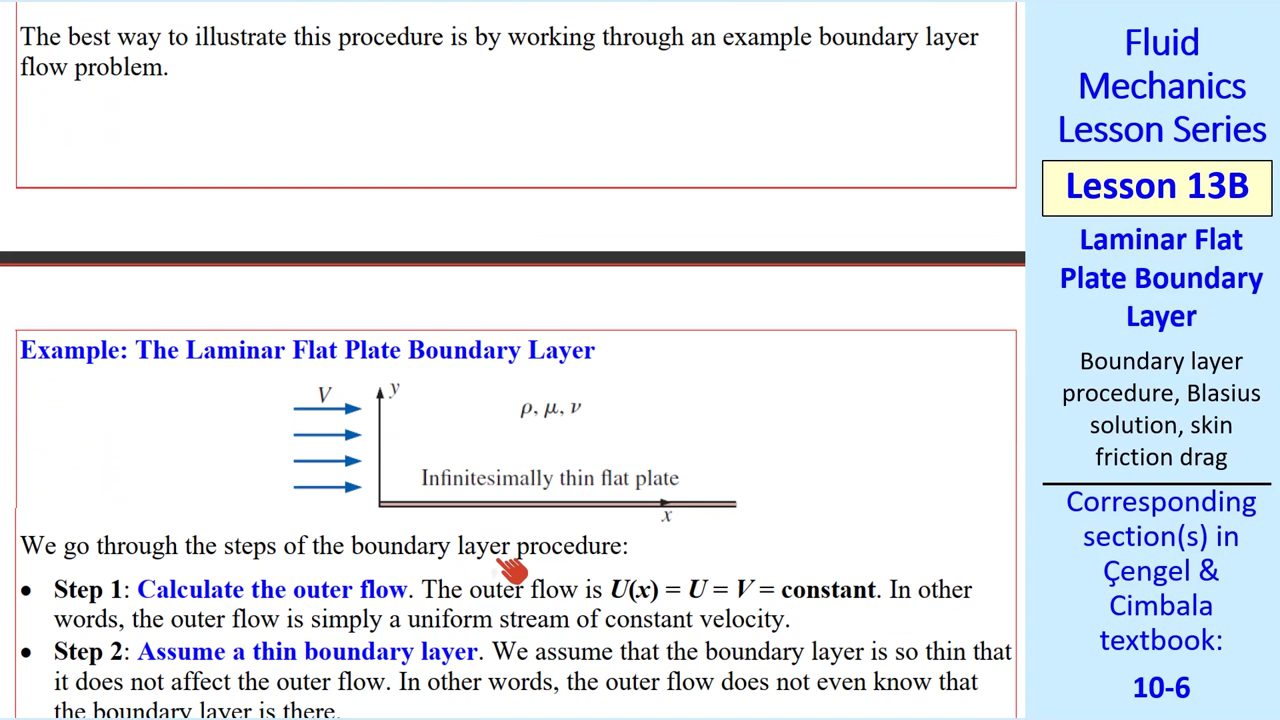 The best way to illustrate this procedure is by working through an example boundary layer
flow problem.
Example: The Laminar Flat Plate Boundary Layer
V
y
ρ, μ, ν
Infinitesimally thin flat plate
x
We go through the steps of the boundary layer procedure:
• Step 1: Calculate the outer flow. The outer flow is U(x) = U = V = constant. In other
words, the outer flow is simply a uniform stream of constant velocity.
• Step 2: Assume a thin boundary layer. We assume that the boundary layer is so thin that
it does not affect the outer flow. In other words, the outer flow does not even know that
the boundary layer is there.
Fluid
Mechanics
Lesson Series
Lesson 13B
Laminar Flat
Plate Boundary
Layer
Boundary layer
procedure, Blasius
solution, skin
friction drag
Corresponding
section(s) in
Çengel &
Cimbala
textbook:
10-6